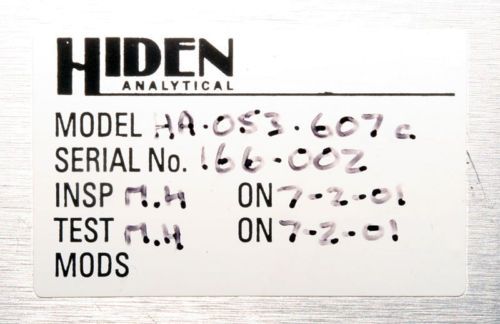 HIDEN
ANALYTICAL
MODEL HA-053-607c
SERIAL No. 166-002
INSP M.H ON 7-2-01
TEST M.H ON 7-2-01
MODS